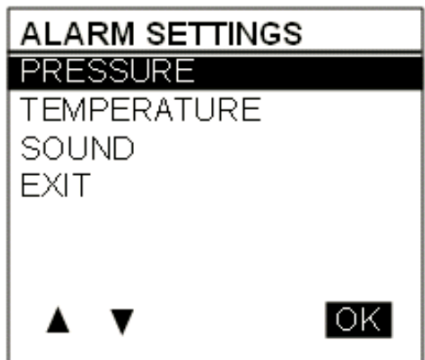 ALARM SETTINGS
PRESSURE
TEMPERATURE
SOUND
EXIT
▲ ▼ OK